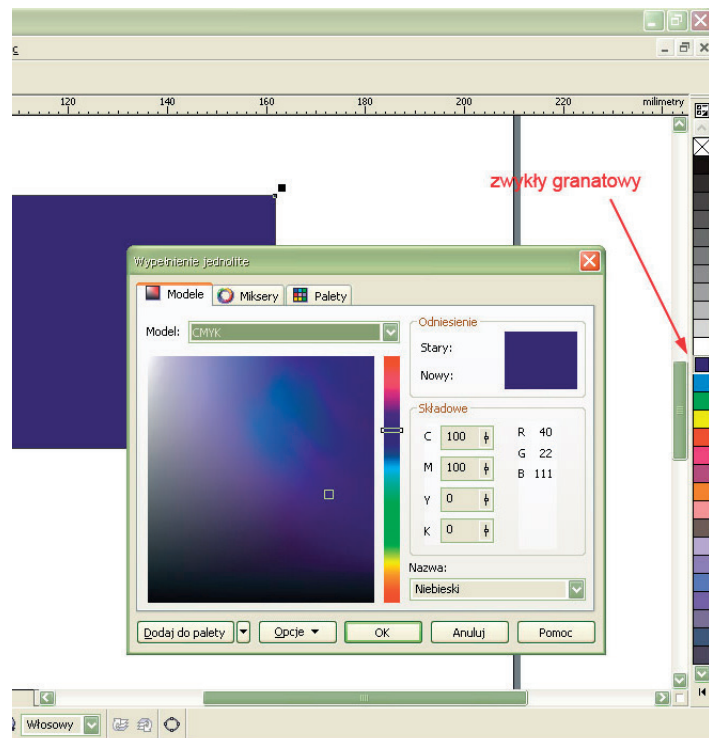 c
120 140 160 180 200 220 milimetry
zwykły granatowy
Wypełnienie jednolite
Modele Miksery Palety
Model: CMYK
Odniesienie
Stary:
Nowy:
Składowe
C 100 R 40
G 22
M 100 B 111
Y 0
K 0
Nazwa:
Niebieski
Dodaj do palety Opcje OK Anuluj Pomoc
Włosowy